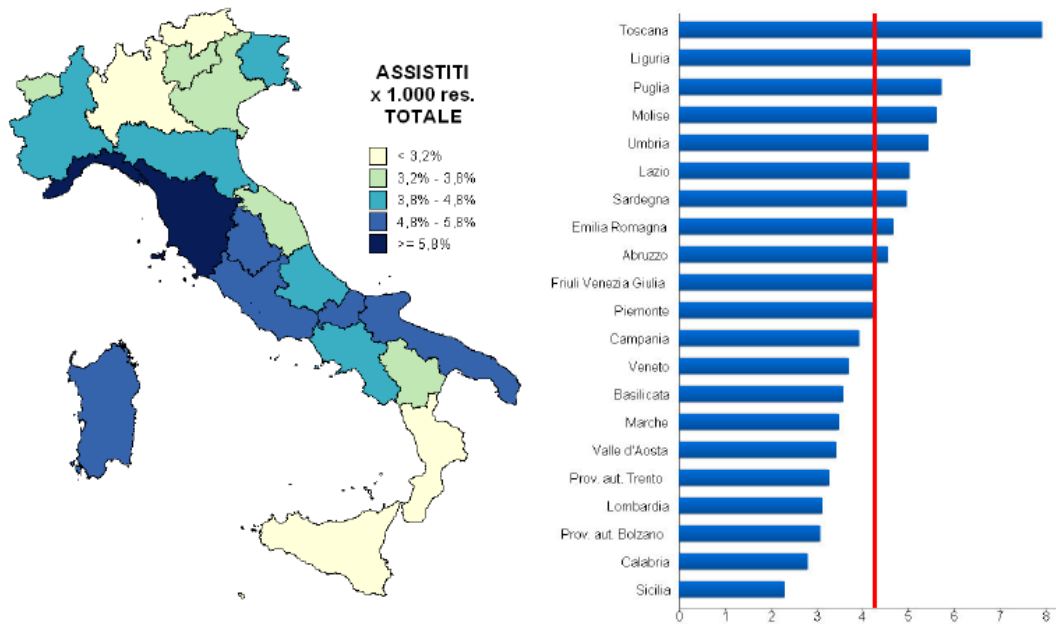 ASSISTITI
x 1.000 res.
TOTALE
< 3,2%
3,2% - 3,8%
3,8% - 4,8%
4,8% - 5,8%
>= 5,8%
Toscana
Liguria
Puglia
Molise
Umbria
Lazio
Sardegna
Emilia Romagna
Abruzzo
Friuli Venezia Giulia
Piemonte
Campania
Veneto
Basilicata
Marche
Valle d'Aosta
Prov. aut. Trento
Lombardia
Prov. aut. Bolzano
Calabria
Sicilia
0 1 2 3 4 5 6 7 8